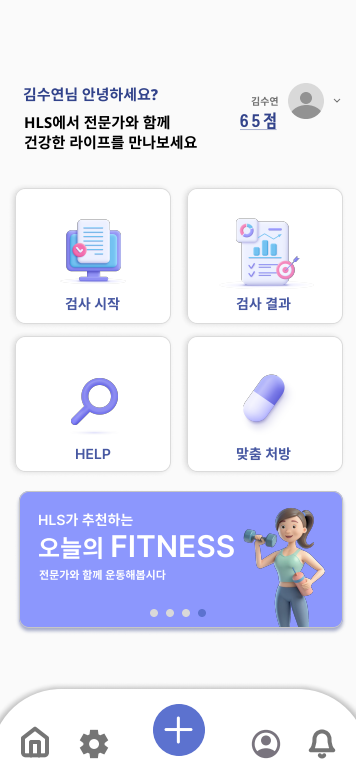 김수연님 안녕하세요?
HLS에서 전문가와 함께
건강한 라이프를 만나보세요
김수연
65점
검사 시작
검사 결과
HELP
맞춤 처방
HLS가 추천하는
오늘의 FITNESS
전문가와 함께 운동해봅시다